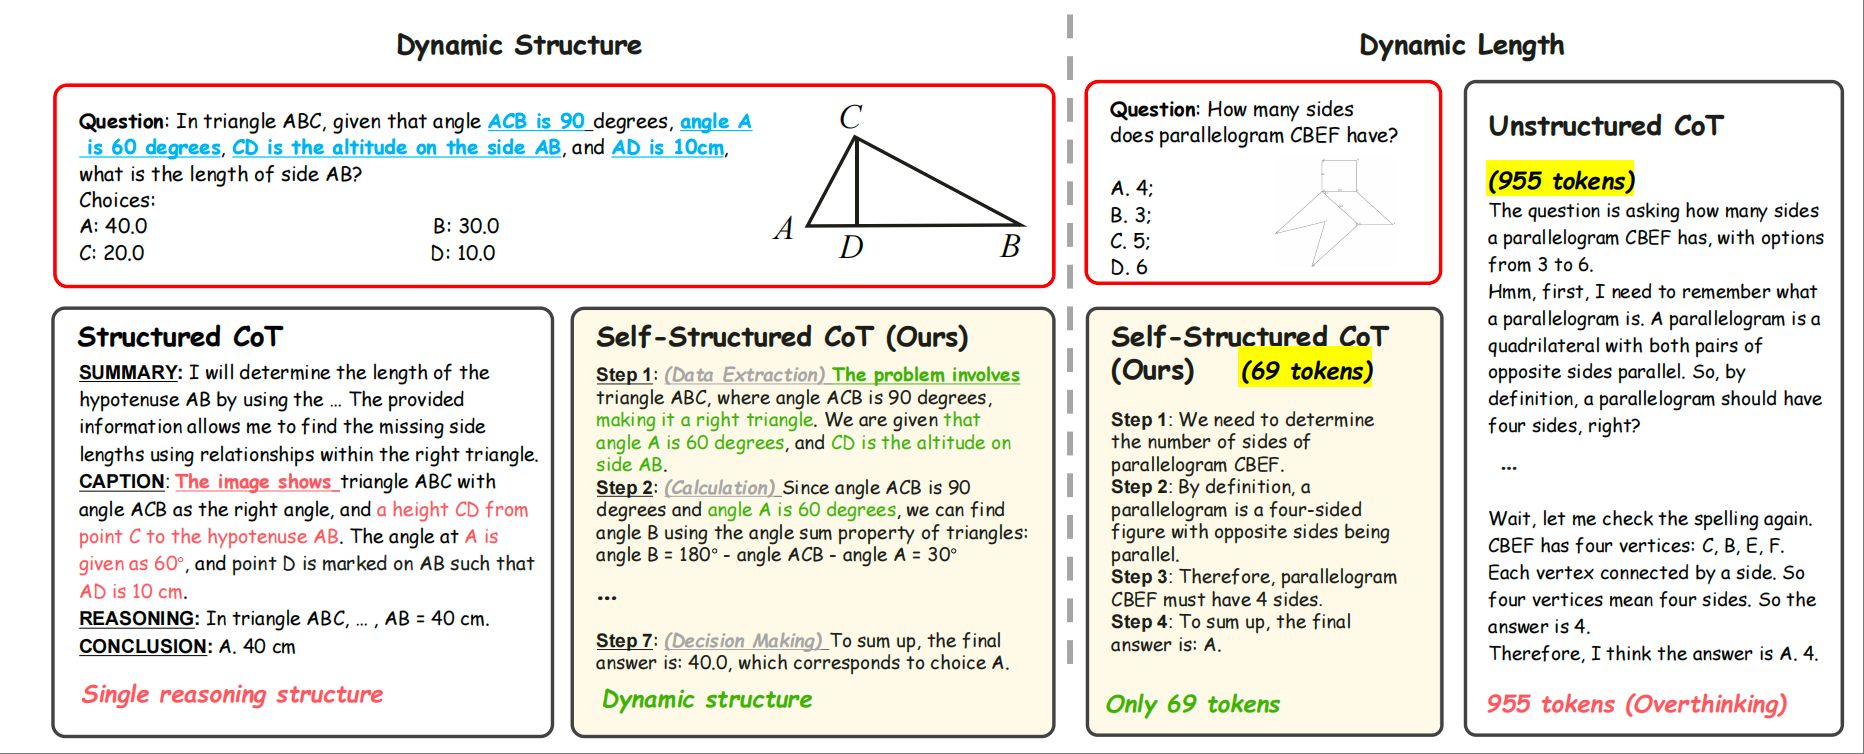 Dynamic Structure
Question: In triangle ABC, given that angle ACB is 90 degrees, angle A
is 60 degrees, CD is the altitude on the side AB, and AD is 10cm,
what is the length of side AB?
Choices:
A: 40.0 B: 30.0
C: 20.0 D: 10.0
C
A
D
B
Structured CoT
SUMMARY: I will determine the length of the
hypotenuse AB by using the ... The provided
information allows me to find the missing side
lengths using relationships within the right triangle.
CAPTION: The image shows triangle ABC with
angle ACB as the right angle, and a height CD from
point C to the hypotenuse AB. The angle at A is
given as 60°, and point D is marked on AB such that
AD is 10 cm.
REASONING: In triangle ABC, ... , AB = 40 cm.
CONCLUSION: A. 40 cm
Single reasoning structure
Self-Structured CoT (Ours)
Step 1: (Data Extraction) The problem involves
triangle ABC, where angle ACB is 90 degrees,
making it a right triangle. We are given that
angle A is 60 degrees, and CD is the altitude on
side AB.
Step 2: (Calculation) Since angle ACB is 90
degrees and angle A is 60 degrees, we can find
angle B using the angle sum property of triangles:
angle B = 180° - angle ACB - angle A = 30°
...
Step 7: (Decision Making) To sum up, the final
answer is: 40.0, which corresponds to choice A.
Dynamic structure
Dynamic Length
Question: How many sides
does parallelogram CBEF have?
A. 4;
B. 3;
C. 5;
D. 6
Self-Structured CoT
(Ours) (69 tokens)
Step 1: We need to determine
the number of sides of
parallelogram CBEF.
Step 2: By definition, a
parallelogram is a four-sided
figure with opposite sides being
parallel.
Step 3: Therefore, parallelogram
CBEF must have 4 sides.
Step 4: To sum up, the final
answer is: A.
Only 69 tokens
Unstructured CoT
(955 tokens)
The question is asking how many sides
a parallelogram CBEF has, with options
from 3 to 6.
Hmm, first, I need to remember what
a parallelogram is. A parallelogram is a
quadrilateral with both pairs of
opposite sides parallel. So, by
definition, a parallelogram should have
four sides, right?
...
Wait, let me check the spelling again.
CBEF has four vertices: C, B, E, F.
Each vertex connected by a side. So
four vertices mean four sides. So the
answer is 4.
Therefore, I think the answer is A. 4.
955 tokens (Overthinking)